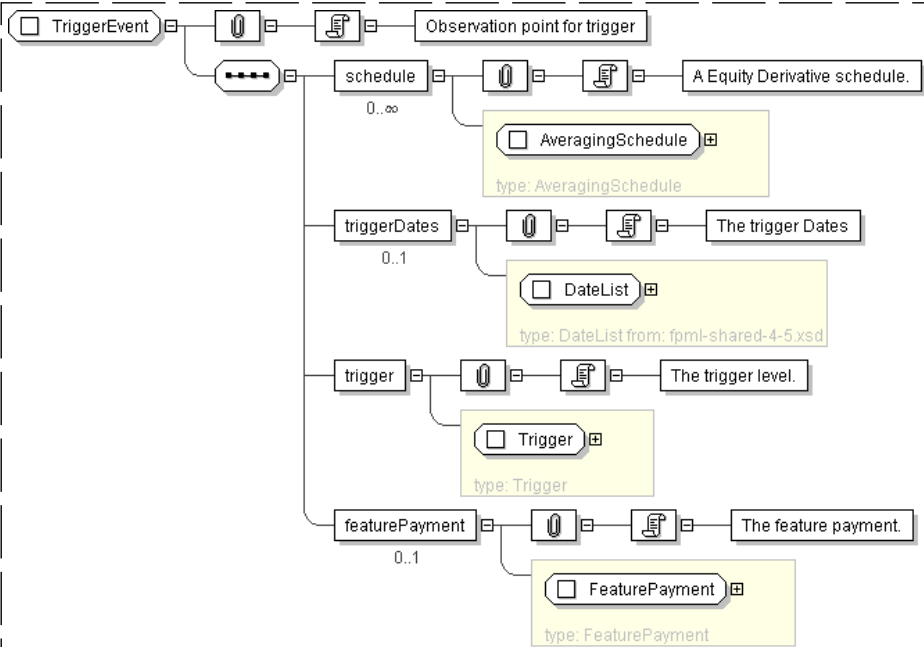 TriggerEvent
Observation point for trigger
schedule
A Equity Derivative schedule.
0..∞
AveragingSchedule
type: AveragingSchedule
triggerDates
The trigger Dates
0..1
DateList
type: DateList from: fpml-shared-4-5.xsd
trigger
The trigger level.
Trigger
type: Trigger
featurePayment
The feature payment.
0..1
FeaturePayment
type: FeaturePayment